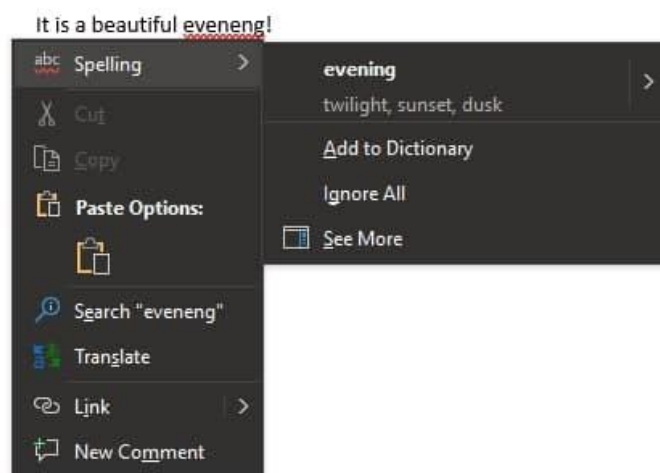 It is a beautiful eveneng!
abc Spelling
Cut
Copy
Paste Options:
Search "eveneng"
Translate
Link
New Comment
evening
twilight, sunset, dusk
Add to Dictionary
Ignore All
See More